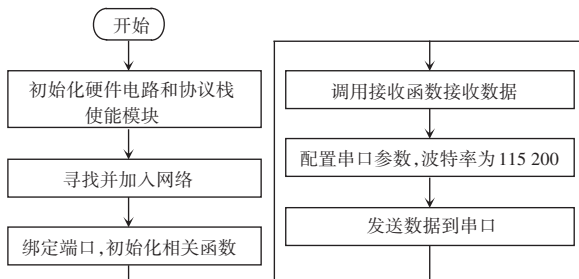 开始
初始化硬件电路和协议栈
使能模块
寻找并加入网络
绑定端口,初始化相关函数
调用接收函数接收数据
配置串口参数,波特率为 115 200
发送数据到串口